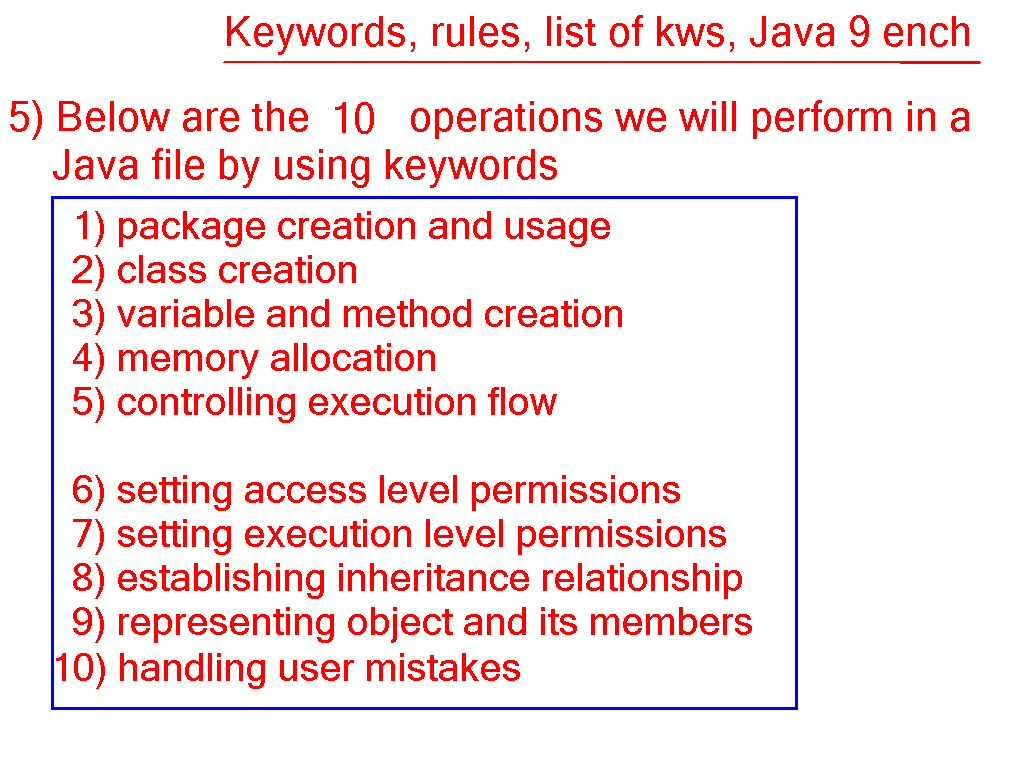 Keywords, rules, list of kws, Java 9 ench
5) Below are the 10 operations we will perform in a
Java file by using keywords
1) package creation and usage
2) class creation
3) variable and method creation
4) memory allocation
5) controlling execution flow
6) setting access level permissions
7) setting execution level permissions
8) establishing inheritance relationship
9) representing object and its members
10) handling user mistakes